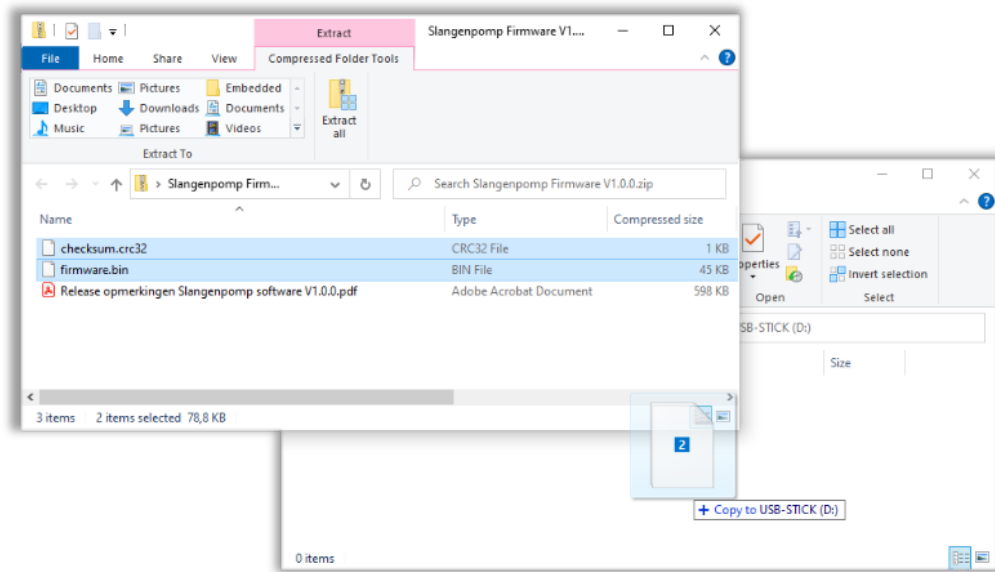 Extract
Slangenpomp Firmware V1....
File
Home
Share
View
Compressed Folder Tools
Documents
Pictures
Embedded
Desktop
Downloads
Documents
Music
Pictures
Videos
Extract To
Extract
all
Slangenpomp Firm...
Search Slangenpomp Firmware V1.0.0.zip
Name
Type
Compressed size
checksum.crc32
CRC32 File
1 KB
firmware.bin
BIN File
45 KB
Release opmerkingen Slangenpomp software V1.0.0.pdf
Adobe Acrobat Document
598 KB
3 items
2 items selected 78,8 KB
2
Copy to USB-STICK (D:)
Select all
Select none
Invert selection
Open
Select
Size
0 items